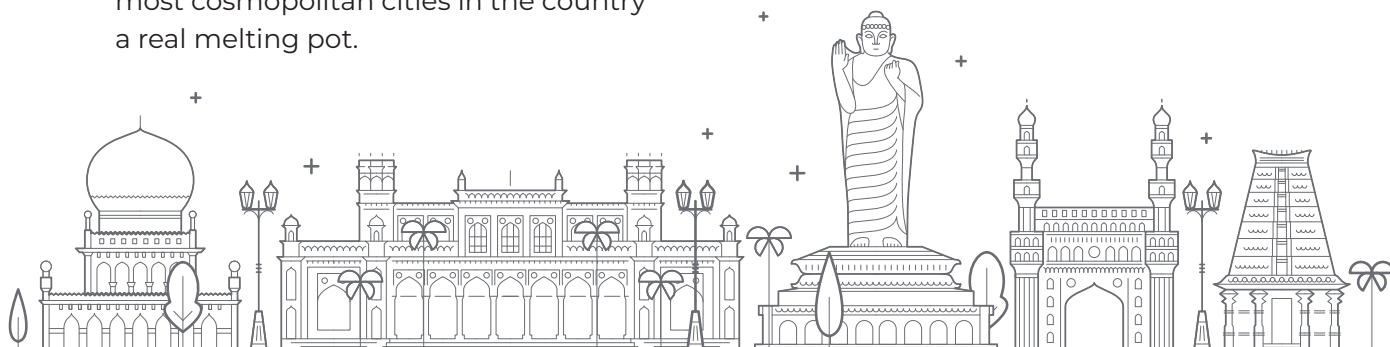 most cosmopolitan cities in the country
a real melting pot.